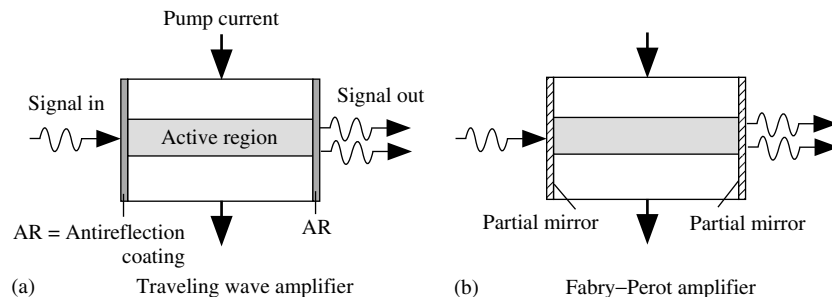 Pump current
Signal in
Signal out
Active region
AR = Antireflection
coating
AR
(a)
Traveling wave amplifier
Partial mirror
Partial mirror
(b)
Fabry–Perot amplifier